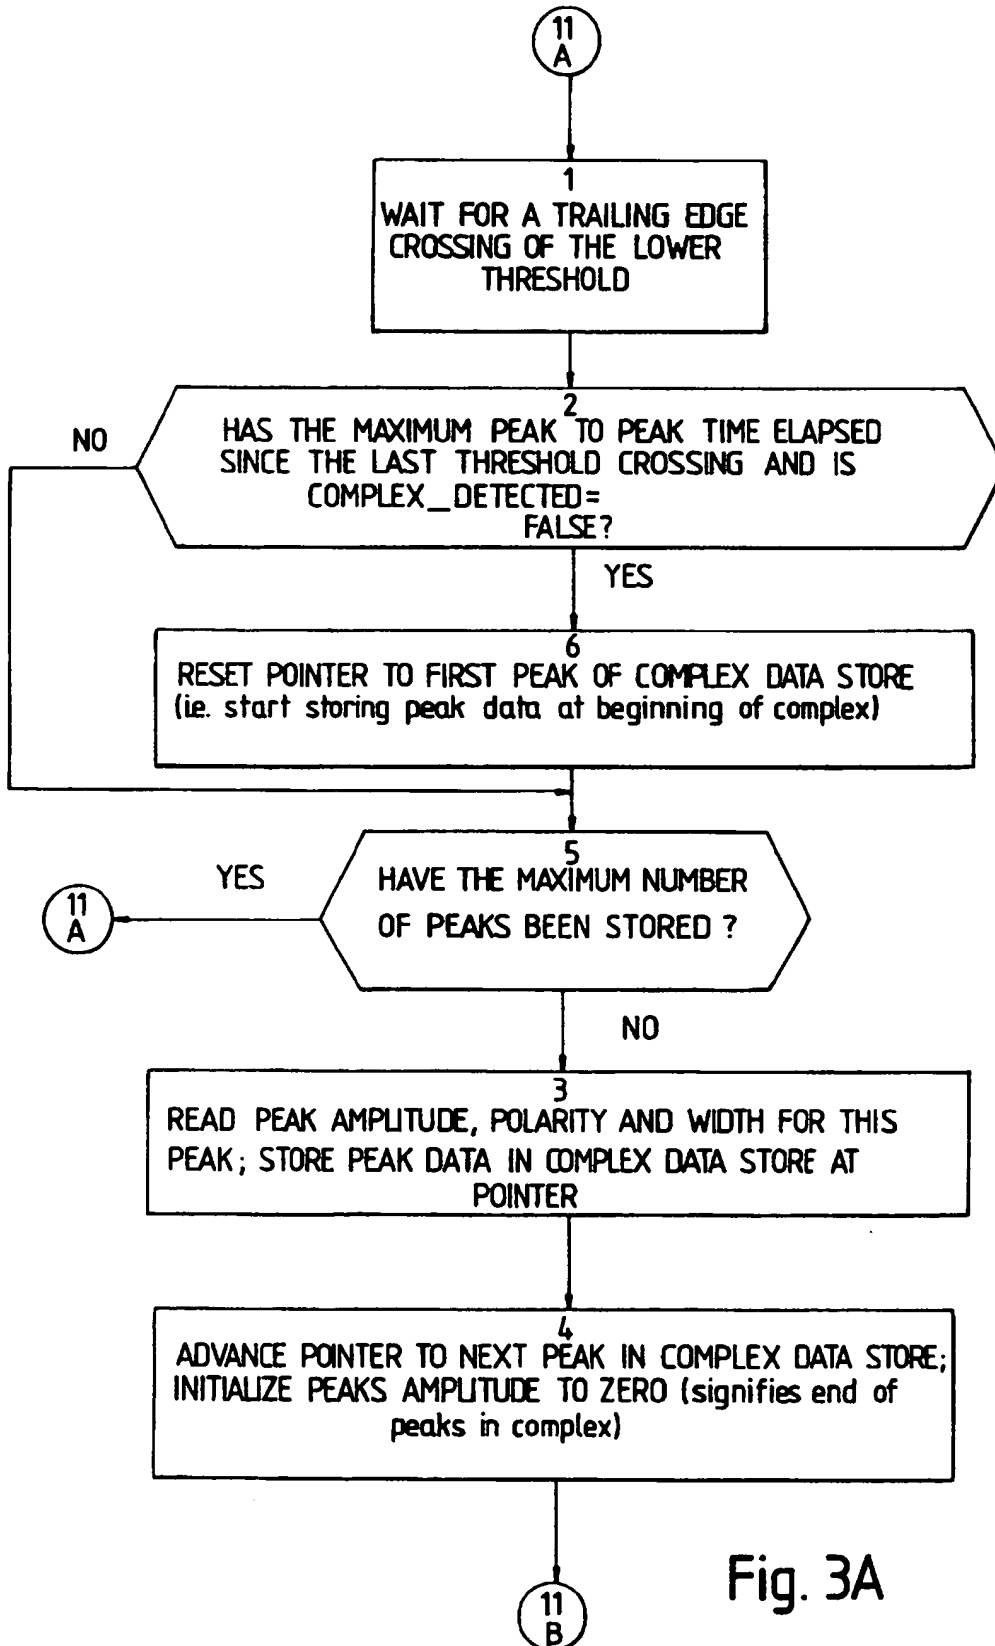 11
A
1
WAIT FOR A TRAILING EDGE
CROSSING OF THE LOWER
THRESHOLD
2
HAS THE MAXIMUM PEAK TO PEAK TIME ELAPSED
SINCE THE LAST THRESHOLD CROSSING AND IS
COMPLEX_DETECTED=
FALSE?
NO
YES
6
RESET POINTER TO FIRST PEAK OF COMPLEX DATA STORE
(i.e. start storing peak data at beginning of complex)
5
HAVE THE MAXIMUM NUMBER
OF PEAKS BEEN STORED ?
YES
11
A
NO
3
READ PEAK AMPLITUDE, POLARITY AND WIDTH FOR THIS
PEAK; STORE PEAK DATA IN COMPLEX DATA STORE AT
POINTER
4
ADVANCE POINTER TO NEXT PEAK IN COMPLEX DATA STORE;
INITIALIZE PEAKS AMPLITUDE TO ZERO (signifies end of
peaks in complex)
11
B
Fig. 3A